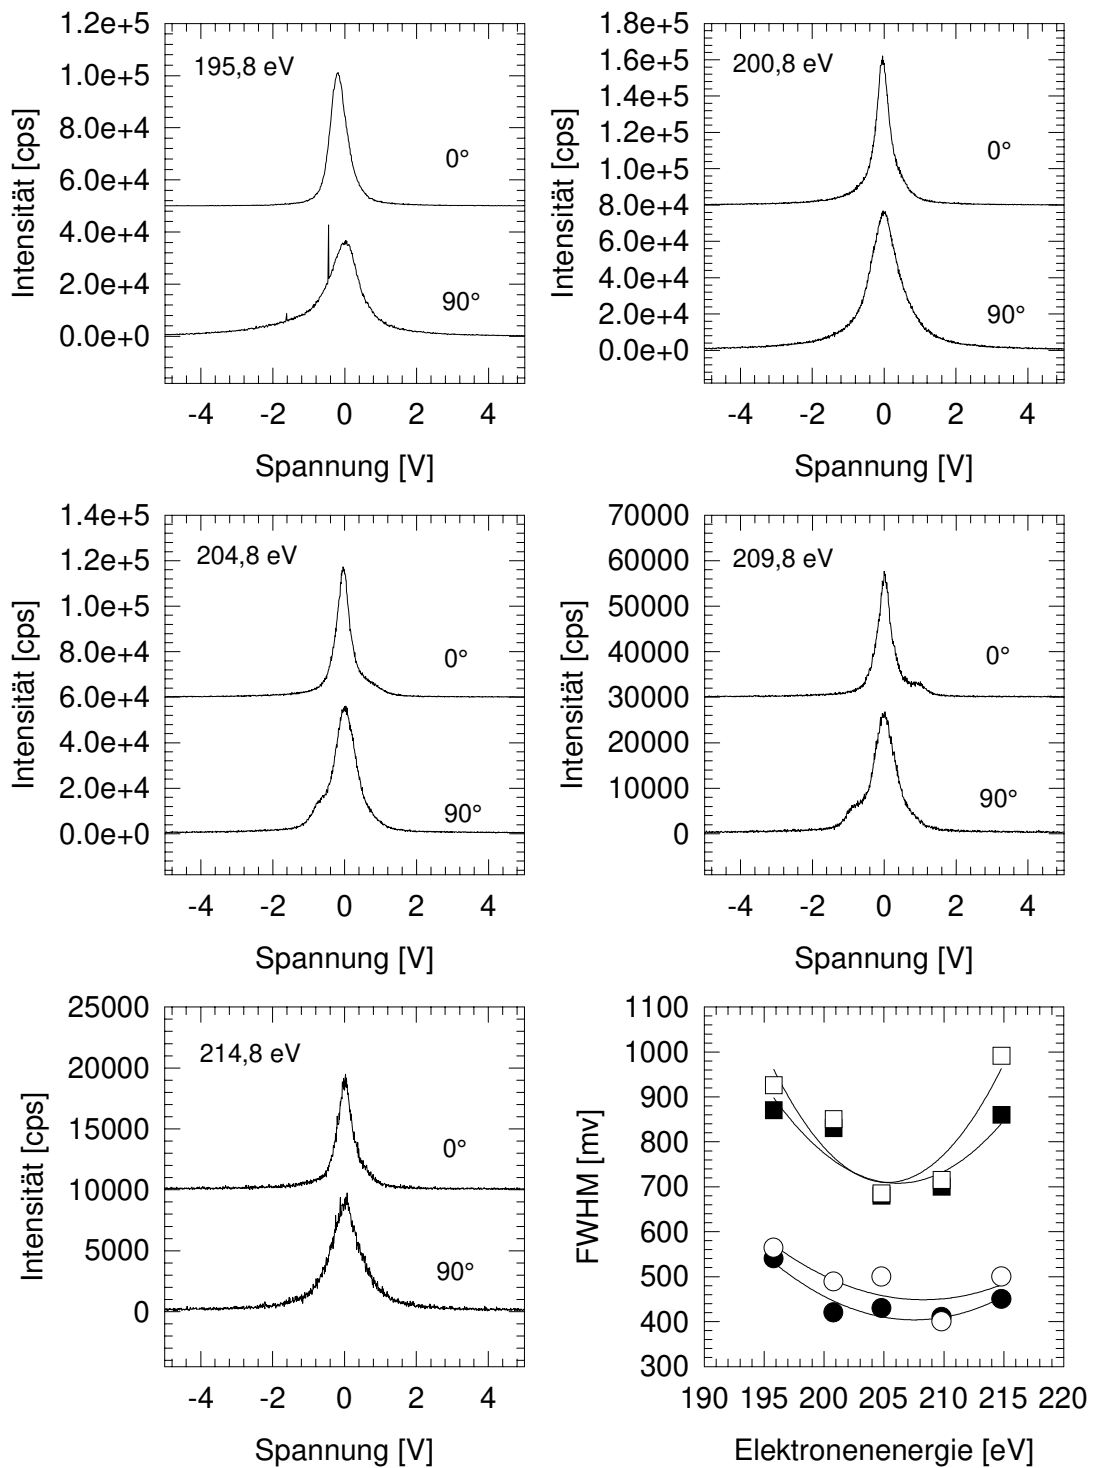 1.2e+5
1.0e+5
8.0e+4
6.0e+4
4.0e+4
2.0e+4
0.0e+0
Intensität [cps]
195,8 eV
0°
90°
-4 -2 0 2 4
Spannung [V]
1.8e+5
1.6e+5
1.4e+5
1.2e+5
1.0e+5
8.0e+4
6.0e+4
4.0e+4
2.0e+4
0.0e+0
Intensität [cps]
200,8 eV
0°
90°
-4 -2 0 2 4
Spannung [V]
1.4e+5
1.2e+5
1.0e+5
8.0e+4
6.0e+4
4.0e+4
2.0e+4
0.0e+0
Intensität [cps]
204,8 eV
0°
90°
-4 -2 0 2 4
Spannung [V]
70000
60000
50000
40000
30000
20000
10000
0
Intensität [cps]
209,8 eV
0°
90°
-4 -2 0 2 4
Spannung [V]
25000
20000
15000
10000
5000
0
Intensität [cps]
214,8 eV
0°
90°
-4 -2 0 2 4
Spannung [V]
1100
1000
900
800
700
600
500
400
300
FWHM [mv]
190 195 200 205 210 215 220
Elektronenenergie [eV]